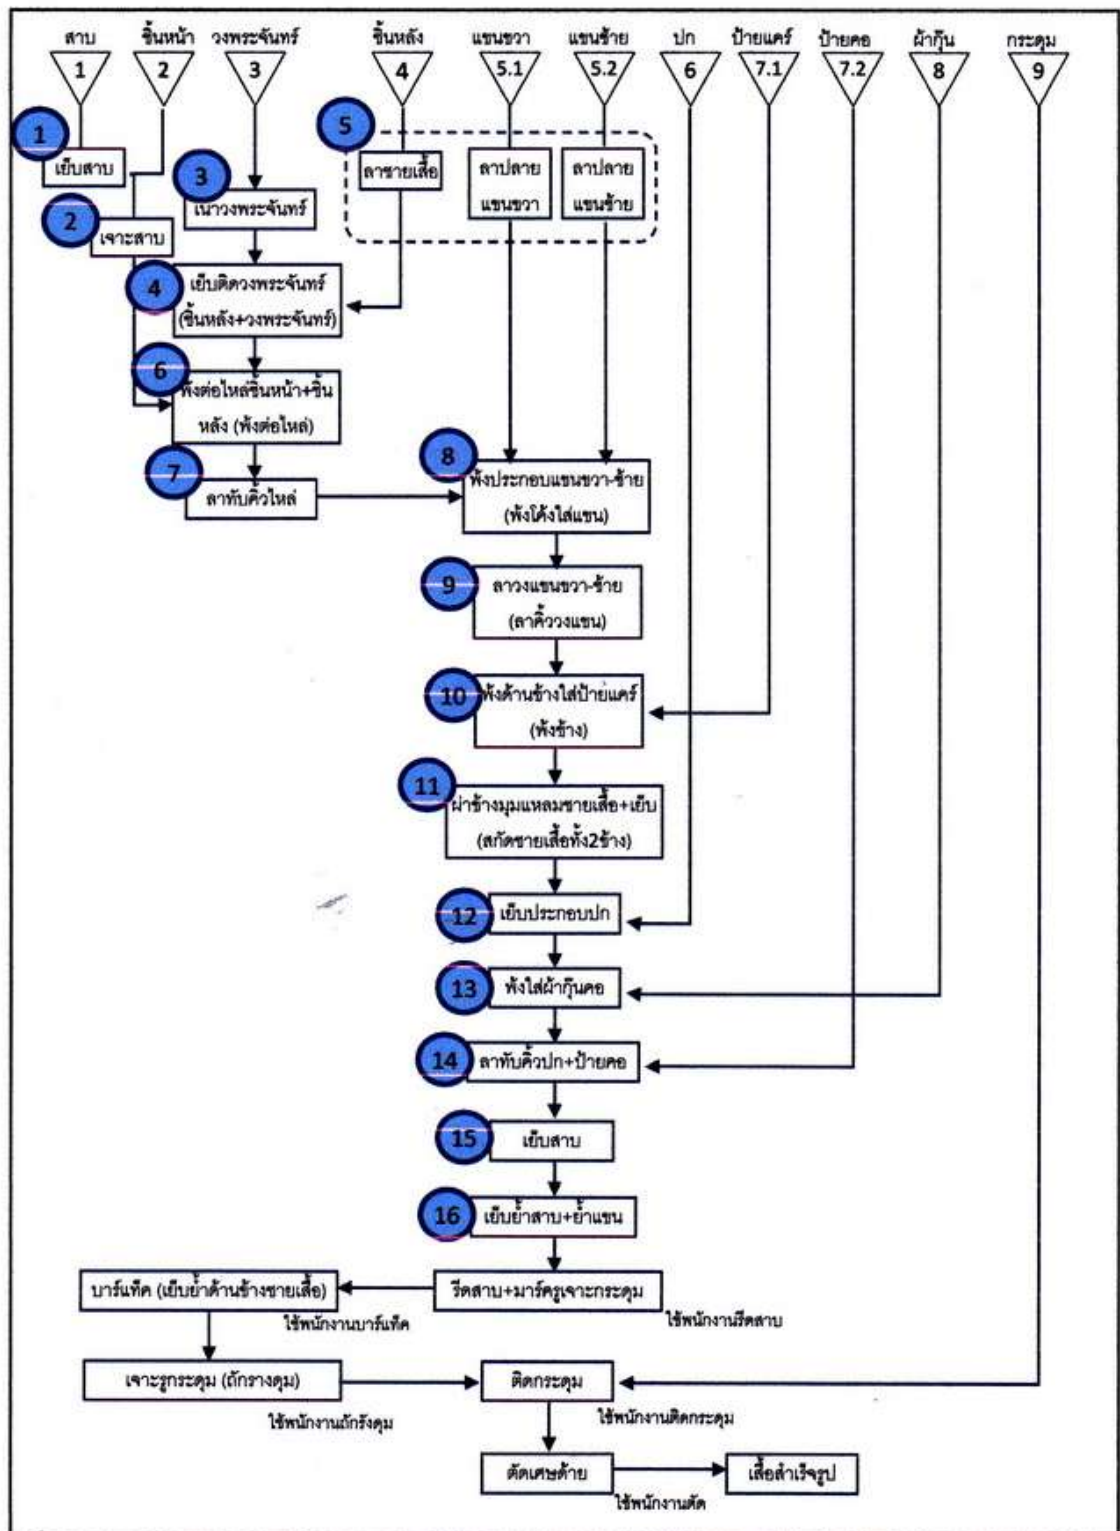 สาบ ชิ้นหน้า วงพระจันทร์ ชิ้นหลัง แขนขวา แขนซ้าย ปก ป้ายแคร์ ป้ายคอ ผ้ากุ๊น กระดุม
1 2 3 4 5.1 5.2 6 7.1 7.2 8 9
1
เย็บสาบ
2
เจาะสาบ
3
เนาวงพระจันทร์
5
ลาชายเสื้อ
ลาปลาย
แขนขวา
ลาปลาย
แขนซ้าย
4
เย็บติดวงพระจันทร์
(ชิ้นหลัง+วงพระจันทร์)
6
พ้งต่อไหล่ชิ้นหน้า+ชิ้น
หลัง (พ้งต่อไหล่)
7
ลาทับคิ้วไหล่
8
พ้งประกอบแขนขวา-ซ้าย
(พ้งโค้งใส่แขน)
9
ลาวงแขนขวา-ซ้าย
(ลาคิ้ววงแขน)
10
พ้งด้านข้างใส่ป้ายแคร์
(พ้งข้าง)
11
ผ่าข้างมุมแหลมชายเสื้อ+เย็บ
(สกัดชายเสื้อทั้ง2ข้าง)
12
เย็บประกอบปก
13
พ้งใส่ผ้ากุ๊นคอ
14
ลาทับคิ้วปก+ป้ายคอ
15
เย็บสาบ
16
เย็บย้ำสาบ+ย้ำแขน
บาร์แท็ค (เย็บย้ำด้านข้างชายเสื้อ)
รีดสาบ+มาร์ครูเจาะกระดุม
ใช้พนักงานบาร์แท็ค
ใช้พนักงานรีดสาบ
เจาะรูกระดุม (ถักรางดุม)
ติดกระดุม
ใช้พนักงานถักรังดุม
ใช้พนักงานติดกระดุม
ตัดเศษด้าย
เสื้อสำเร็จรูป
ใช้พนักงานตัด